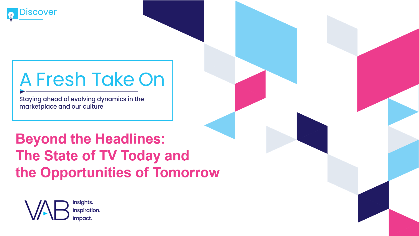 Discover
A Fresh Take On
Staying ahead of evolving dynamics in the
marketplace and our culture
Beyond the Headlines:
The State of TV Today and
the Opportunities of Tomorrow
VAB
insights.
inspiration.
impact.